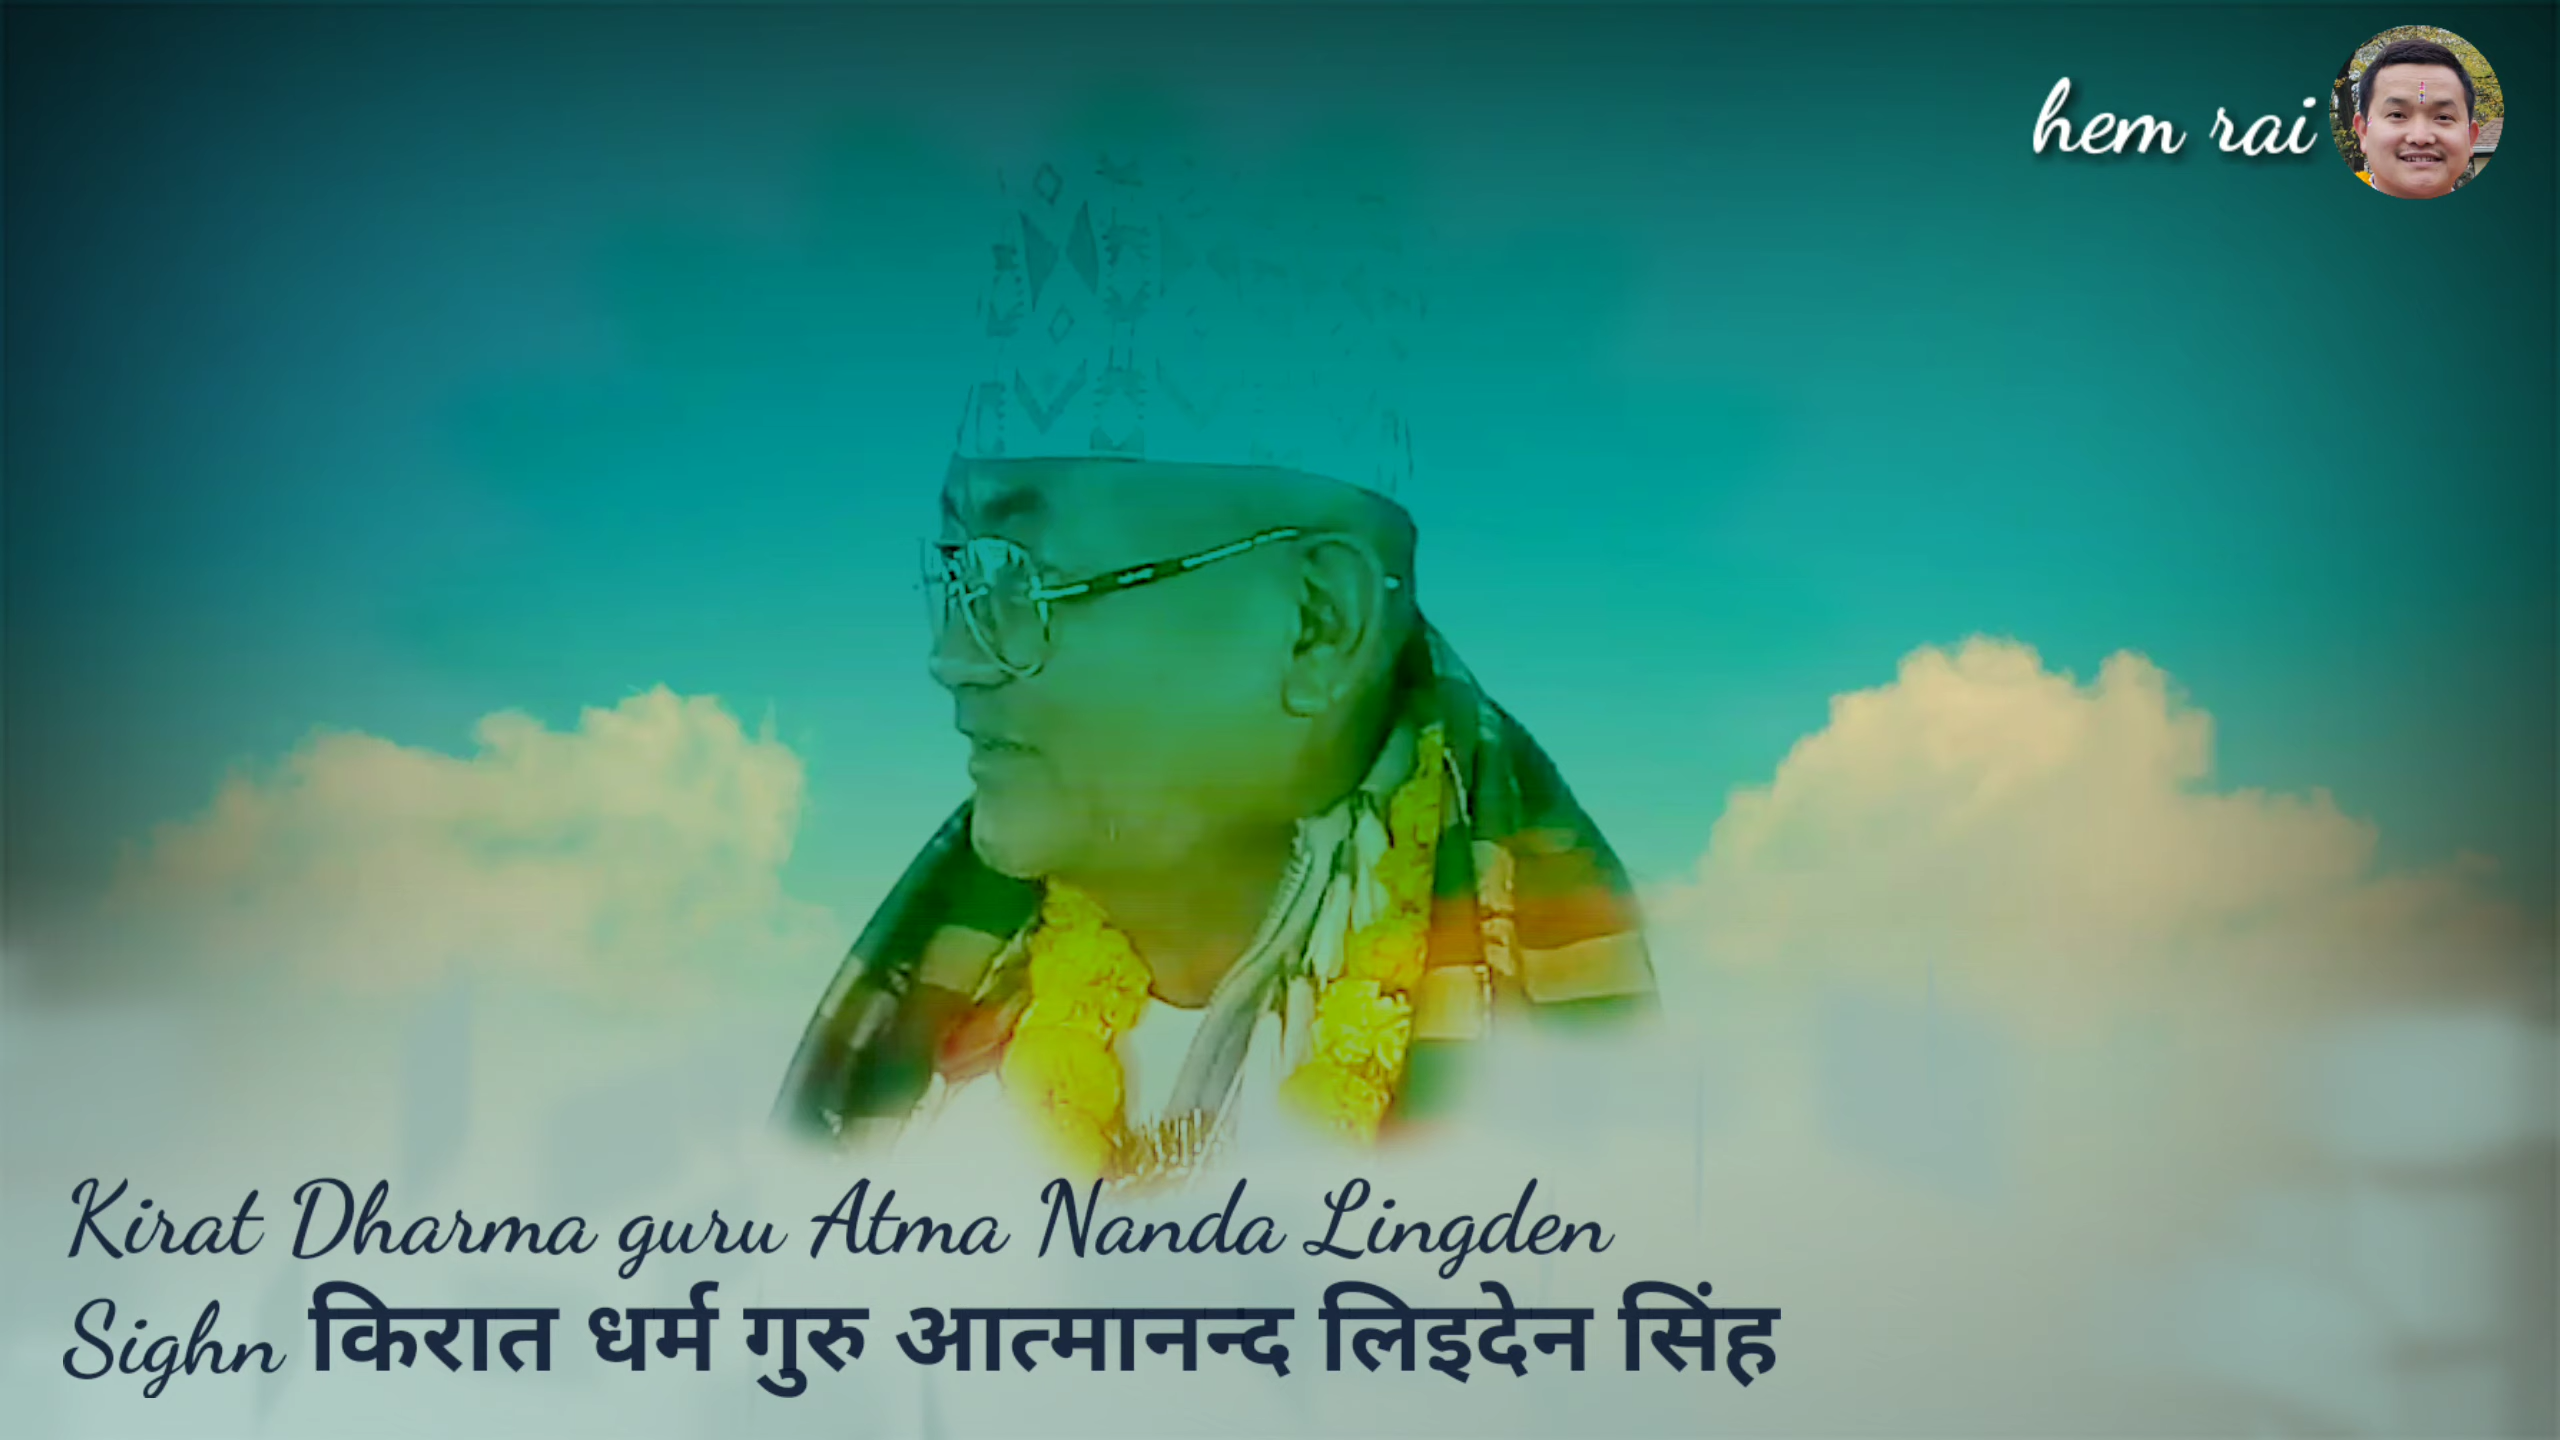 hem rai
Kirat Dharma guru Atma Nanda Lingden
Sighn किरात धर्म गुरु आत्मानन्द लिइदेन सिंह